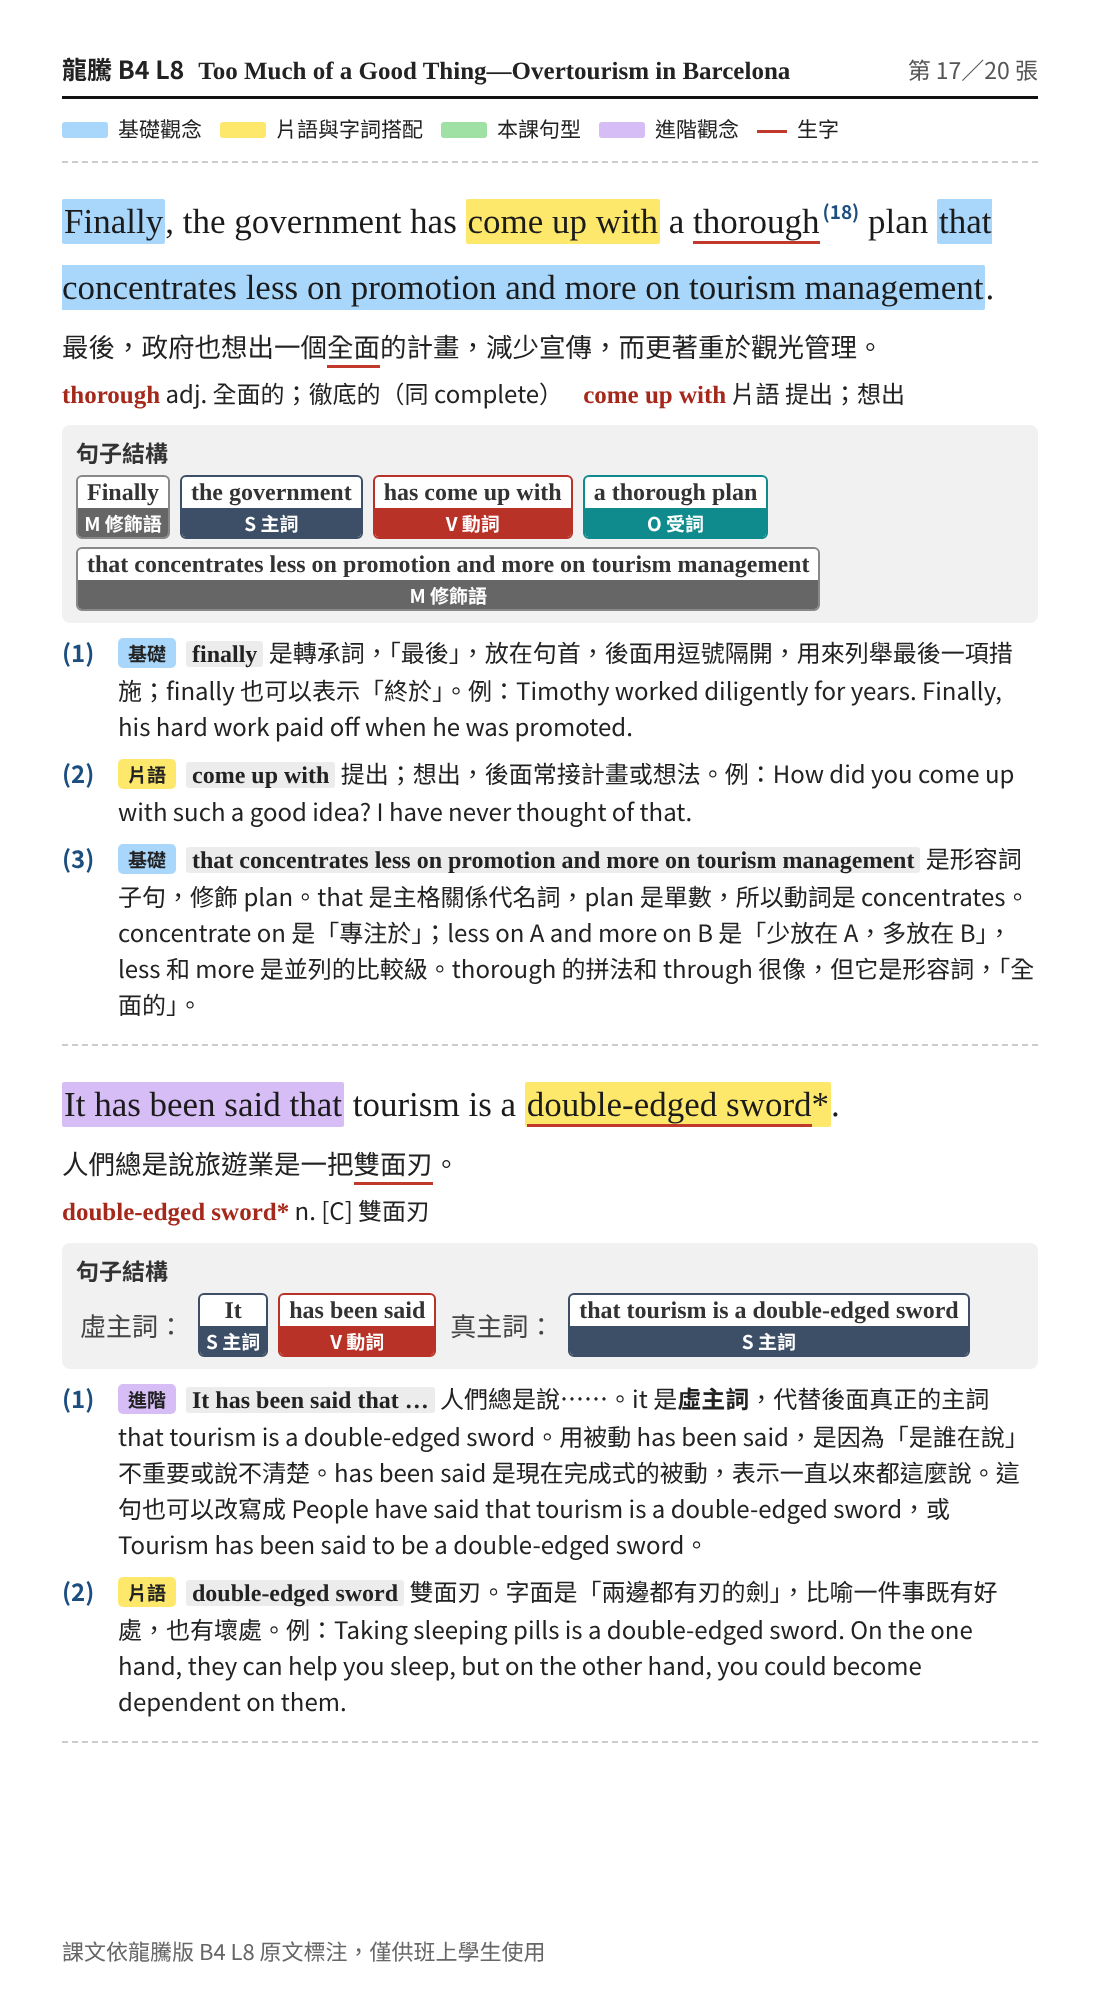 龍騰 B4 L8 Too Much of a Good Thing—Overtourism in Barcelona 第 17／20 張
基礎觀念 片語與字詞搭配 本課句型 進階觀念 生字
Finally, the government has come up with a thorough(18) plan that
concentrates less on promotion and more on tourism management.
最後，政府也想出一個全面的計畫，減少宣傳，而更著重於觀光管理。
thorough adj. 全面的；徹底的（同 complete） come up with 片語 提出；想出
句子結構
Finally the government has come up with a thorough plan
M 修飾語 S 主詞 V 動詞 O 受詞
that concentrates less on promotion and more on tourism management
M 修飾語
(1) 基礎 finally 是轉承詞，「最後」，放在句首，後面用逗號隔開，用來列舉最後一項措
施；finally 也可以表示「終於」。例：Timothy worked diligently for years. Finally,
his hard work paid off when he was promoted.
(2) 片語 come up with 提出；想出，後面常接計畫或想法。例：How did you come up
with such a good idea? I have never thought of that.
(3) 基礎 that concentrates less on promotion and more on tourism management 是形容詞
子句，修飾 plan。that 是主格關係代名詞，plan 是單數，所以動詞是 concentrates。
concentrate on 是「專注於」；less on A and more on B 是「少放在 A，多放在 B」，
less 和 more 是並列的比較級。thorough 的拼法和 through 很像，但它是形容詞，「全
面的」。
It has been said that tourism is a double-edged sword*.
人們總是說旅遊業是一把雙面刃。
double-edged sword* n. [C] 雙面刃
句子結構
虛主詞： It has been said 真主詞： that tourism is a double-edged sword
S 主詞 V 動詞 S 主詞
(1) 進階 It has been said that … 人們總是說……。it 是虛主詞，代替後面真正的主詞
that tourism is a double-edged sword。用被動 has been said，是因為「是誰在說」
不重要或說不清楚。has been said 是現在完成式的被動，表示一直以來都這麼說。這
句也可以改寫成 People have said that tourism is a double-edged sword，或
Tourism has been said to be a double-edged sword。
(2) 片語 double-edged sword 雙面刃。字面是「兩邊都有刃的劍」，比喻一件事既有好
處，也有壞處。例：Taking sleeping pills is a double-edged sword. On the one
hand, they can help you sleep, but on the other hand, you could become
dependent on them.
課文依龍騰版 B4 L8 原文標注，僅供班上學生使用